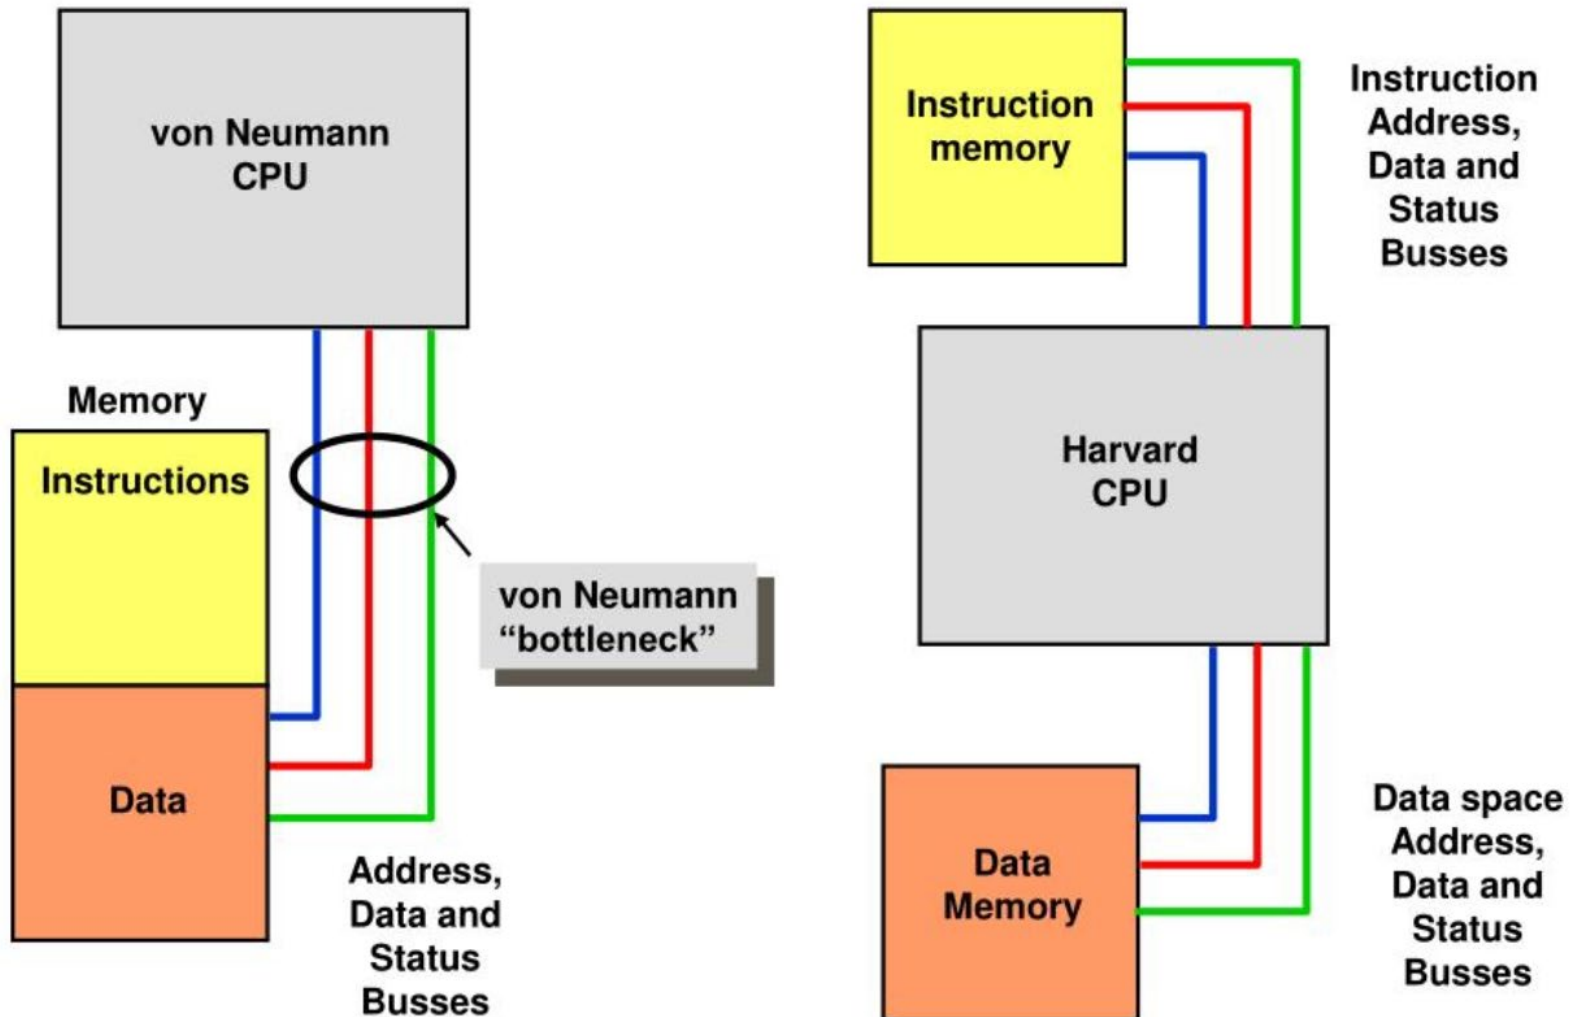 von Neumann
CPU
Memory
Instructions
Data
von Neumann
“bottleneck”
Address,
Data and
Status
Busses
Instruction
memory
Instruction
Address,
Data and
Status
Busses
Harvard
CPU
Data
Memory
Data space
Address,
Data and
Status
Busses